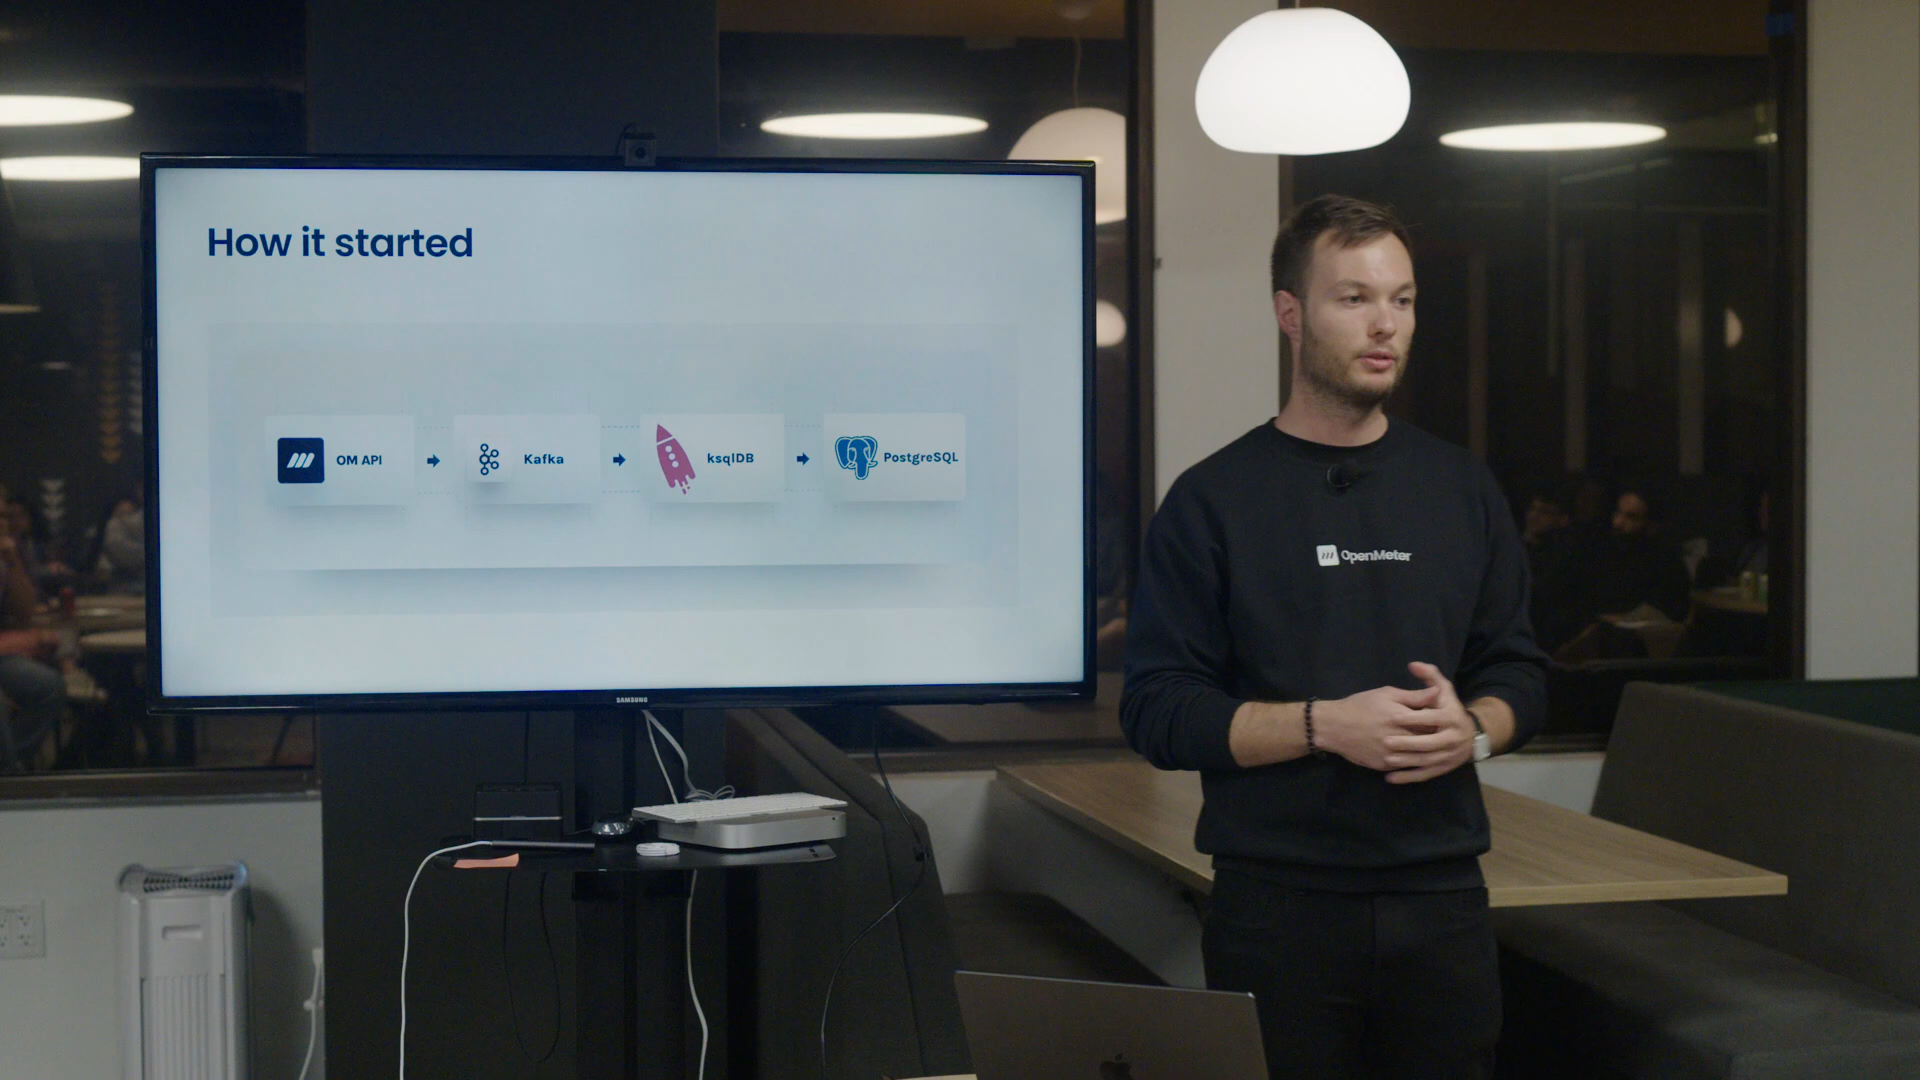 How it started
OM API
Kafka
ksqlDB
PostgreSQL
SAMSUNG
OpenMeter